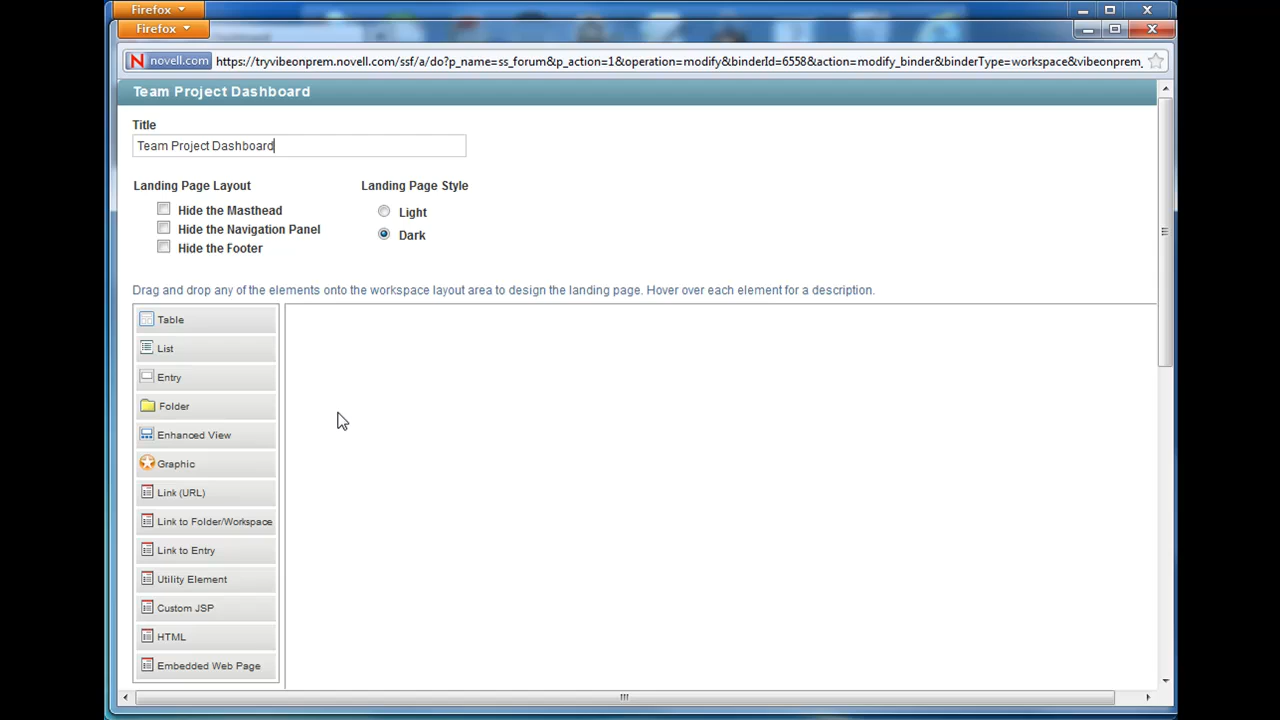 Firefox
Firefox
novell.com https://tryvibeonprem.novell.com/ssf/a/do?p_name=ss_forum&p_action=1&operation=modify&binderId=6558&action=modify_binder&binderType=workspace&vibeonprem_
Team Project Dashboard
Title
Team Project Dashboard
Landing Page Layout
Landing Page Style
Hide the Masthead
Light
Hide the Navigation Panel
Dark
Hide the Footer
Drag and drop any of the elements onto the workspace layout area to design the landing page. Hover over each element for a description.
Table
List
Entry
Folder
Enhanced View
Graphic
Link (URL)
Link to Folder/Workspace
Link to Entry
Utility Element
Custom JSP
HTML
Embedded Web Page